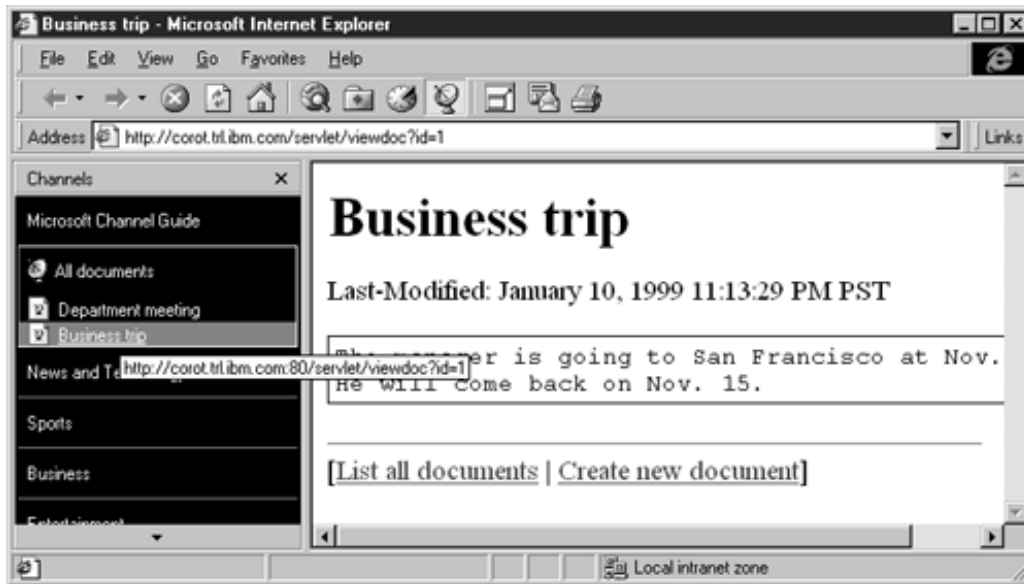 Business trip - Microsoft Internet Explorer
File Edit View Go Favorites Help
Address http://corot.trl.ibm.com/servlet/viewdoc?id=1 Links
Channels
Microsoft Channel Guide
All documents
Department meeting
Business trip
http://corot.trl.ibm.com:80/servlet/viewdoc?id=1
News and Te
Sports
Business
Entertainment
Business trip
Last-Modified: January 10, 1999 11:13:29 PM PST
The manager is going to San Francisco at Nov.
He will come back on Nov. 15.
[List all documents | Create new document]
Local intranet zone